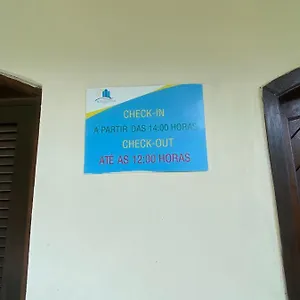 CHECK-IN
A PARTIR DAS 14:00 HORAS
CHECK-OUT
ATÉ AS 12:00 HORAS